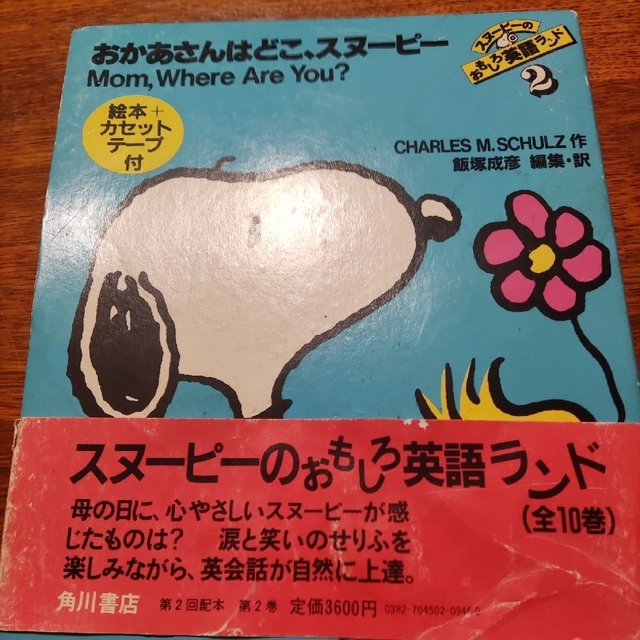 おかあさんはどこ、スヌーピー
Mom, Where Are You?
スヌーピーの
おもしろ英語ランド
2
絵本+
カセット
テープ
付
CHARLES M. SCHULZ 作
飯塚成彦 編集・訳
スヌーピーのおもしろ英語ランド
(全10巻)
母の日に、心やさしいスヌーピーが感
じたものは? 涙と笑いのせりふを
楽しみながら、英会話が自然に上達。
角川書店 第2回配本 第2巻 定価3600円 0382-704502-0946-0